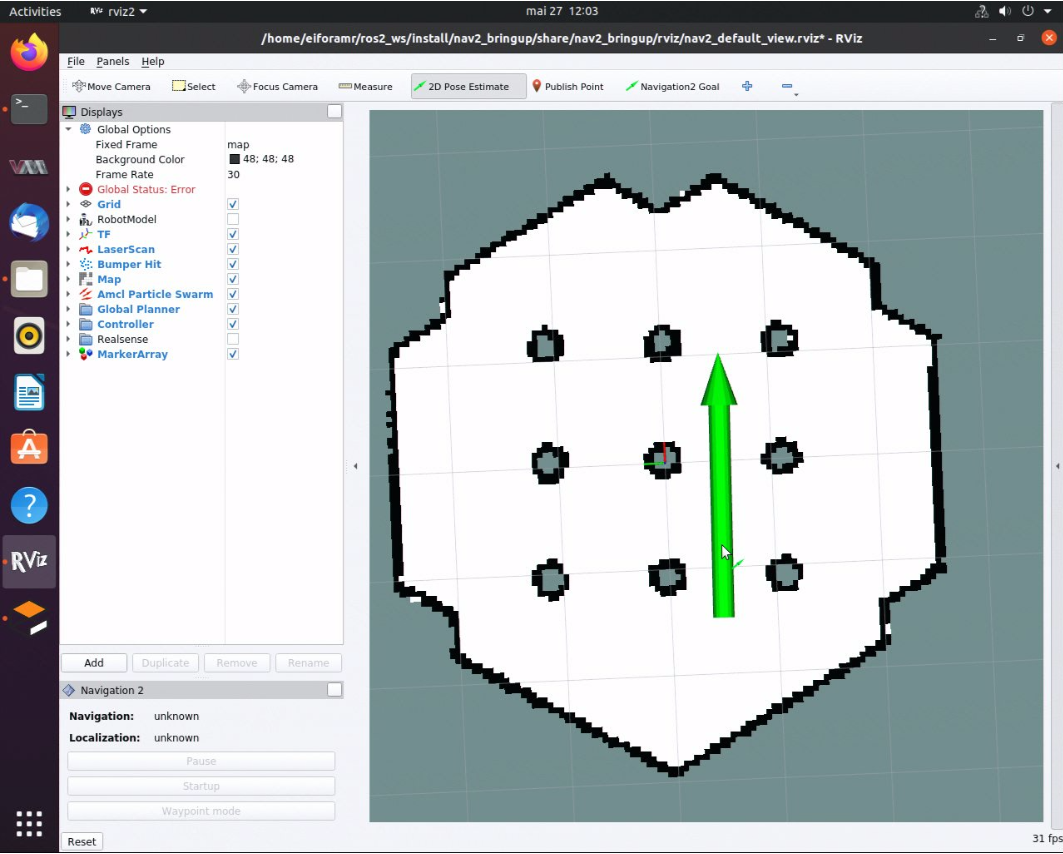 Activities
RViz rviz2
mai 27 12:03
/home/eiforamr/ros2_ws/install/nav2_bringup/share/nav2_bringup/rviz/nav2_default_view.rviz* - RViz
File Panels Help
Move Camera Select Focus Camera Measure 2D Pose Estimate Publish Point Navigation2 Goal
Displays
Global Options
Fixed Frame map
Background Color 48; 48; 48
Frame Rate 30
Global Status: Error
Grid
RobotModel
TF
LaserScan
Bumper Hit
Map
Amcl Particle Swarm
Global Planner
Controller
Realsense
MarkerArray
RViz
Add Duplicate Remove Rename
Navigation 2
Navigation: unknown
Localization: unknown
Pause
Startup
Waypoint mode
Reset
31 fps